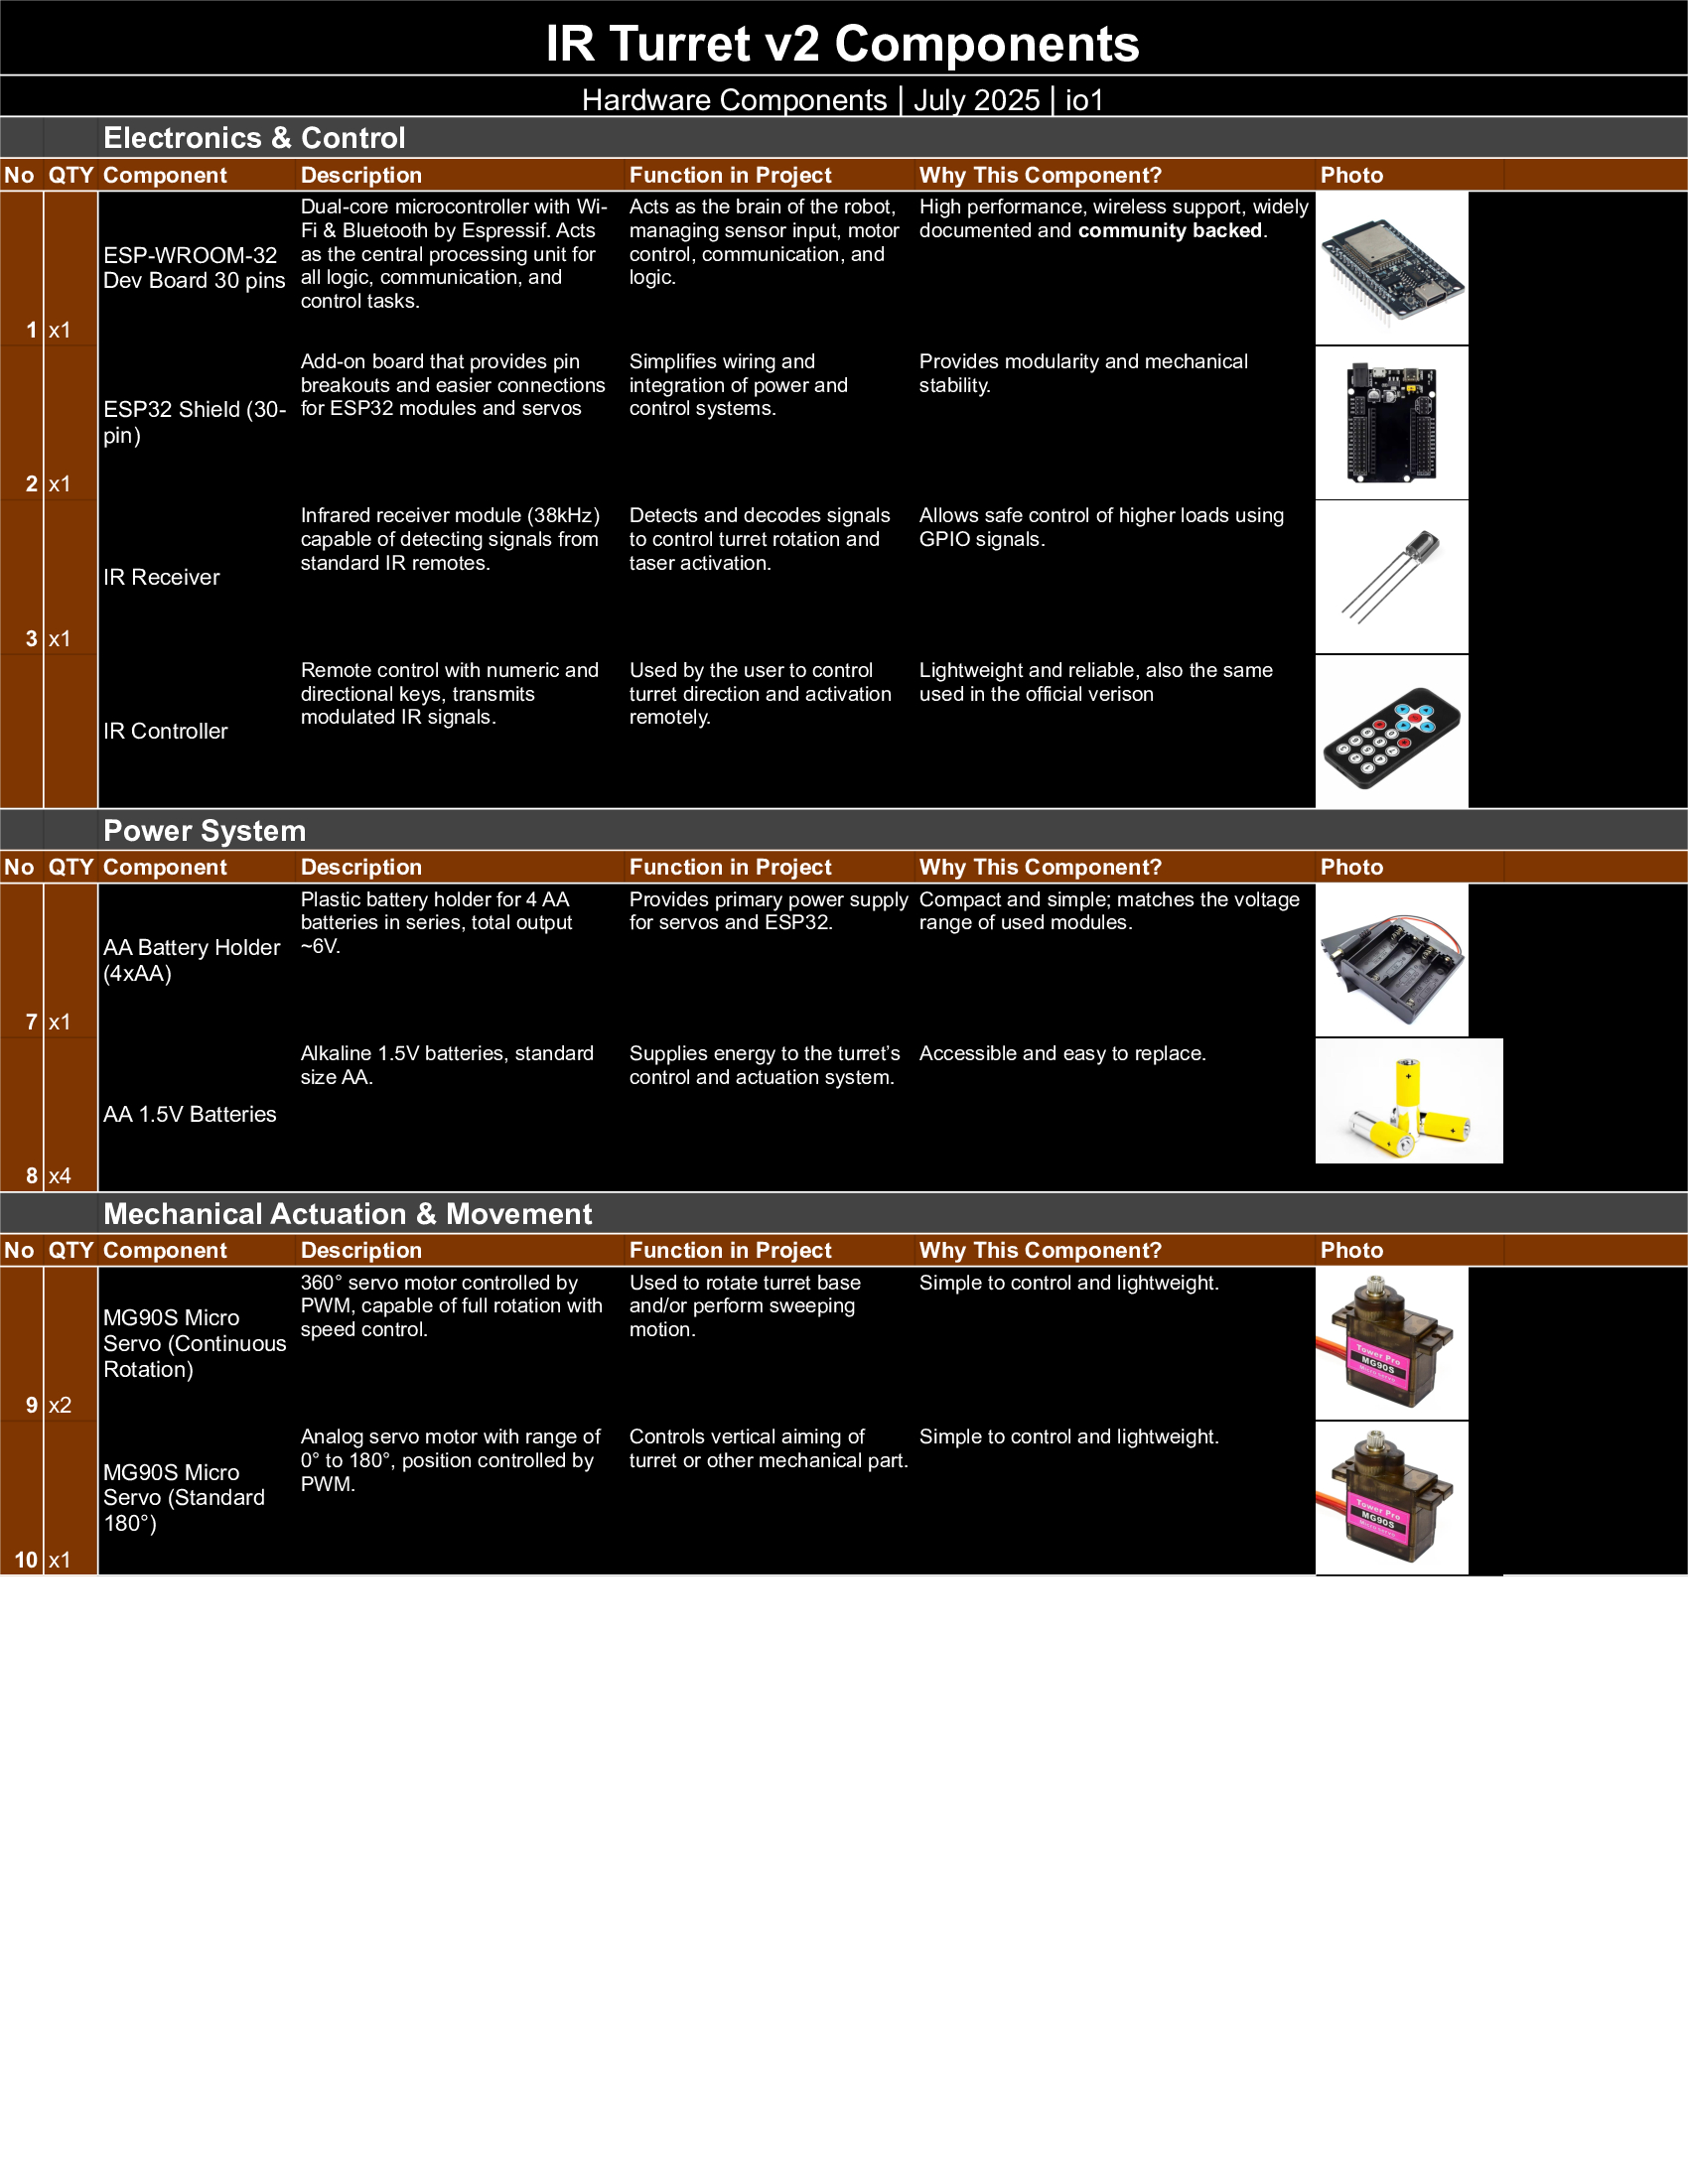 IR Turret v2 Components
Hardware Components | July 2025 | io1
Electronics & Control
No QTY Component Description Function in Project Why This Component? Photo
1 x1
ESP-WROOM-32
Dev Board 30 pins
Dual-core microcontroller with Wi-
Fi & Bluetooth by Espressif. Acts
as the central processing unit for
all logic, communication, and
control tasks.
Acts as the brain of the robot,
managing sensor input, motor
control, communication, and
logic.
High performance, wireless support, widely
documented and community backed.
2 x1
ESP32 Shield (30-
pin)
Add-on board that provides pin
breakouts and easier connections
for ESP32 modules and servos
Simplifies wiring and
integration of power and
control systems.
Provides modularity and mechanical
stability.
3 x1
IR Receiver
Infrared receiver module (38kHz)
capable of detecting signals from
standard IR remotes.
Detects and decodes signals
to control turret rotation and
taser activation.
Allows safe control of higher loads using
GPIO signals.
IR Controller
Remote control with numeric and
directional keys, transmits
modulated IR signals.
Used by the user to control
turret direction and activation
remotely.
Lightweight and reliable, also the same
used in the official verison
Power System
No QTY Component Description Function in Project Why This Component? Photo
7 x1
AA Battery Holder
(4xAA)
Plastic battery holder for 4 AA
batteries in series, total output
~6V.
Provides primary power supply
for servos and ESP32.
Compact and simple; matches the voltage
range of used modules.
8 x4
AA 1.5V Batteries
Alkaline 1.5V batteries, standard
size AA.
Supplies energy to the turret’s
control and actuation system.
Accessible and easy to replace.
Mechanical Actuation & Movement
No QTY Component Description Function in Project Why This Component? Photo
9 x2
MG90S Micro
Servo (Continuous
Rotation)
360° servo motor controlled by
PWM, capable of full rotation with
speed control.
Used to rotate turret base
and/or perform sweeping
motion.
Simple to control and lightweight.
Tower Pro
MG90S
Micro servo
10 x1
MG90S Micro
Servo (Standard
180°)
Analog servo motor with range of
0° to 180°, position controlled by
PWM.
Controls vertical aiming of
turret or other mechanical part.
Simple to control and lightweight.
Tower Pro
MG90S
Micro servo